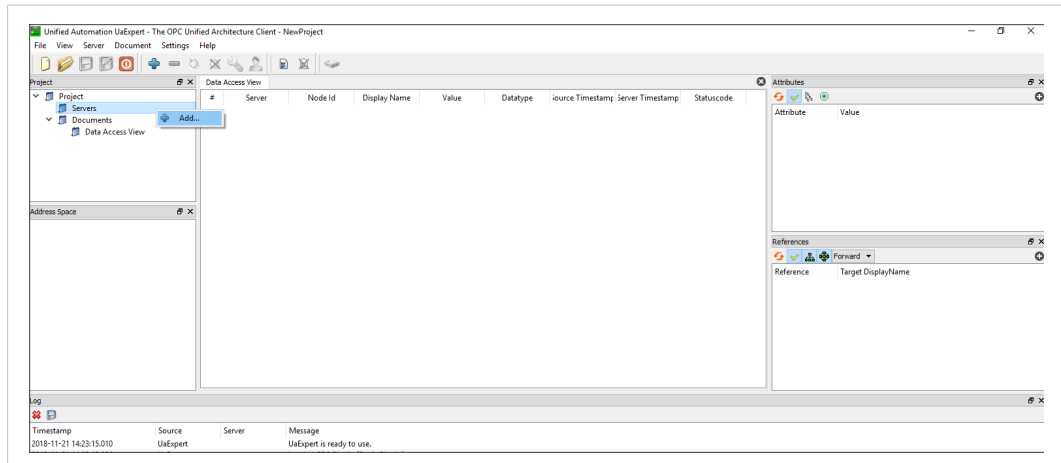 Unified Automation UaExpert - The OPC Unified Architecture Client - NewProject
File View Server Document Settings Help
Project
Data Access View
Attributes
Project
Servers
Documents
Data Access View
Add...
# Server Node Id Display Name Value Datatype Source Timestamp Server Timestamp Statuscode
Attribute Value
Address Space
References
Forward
Reference Target DisplayName
Log
Timestamp Source Server Message
2018-11-21 14:23:15.010 UaExpert UaExpert is ready to use.